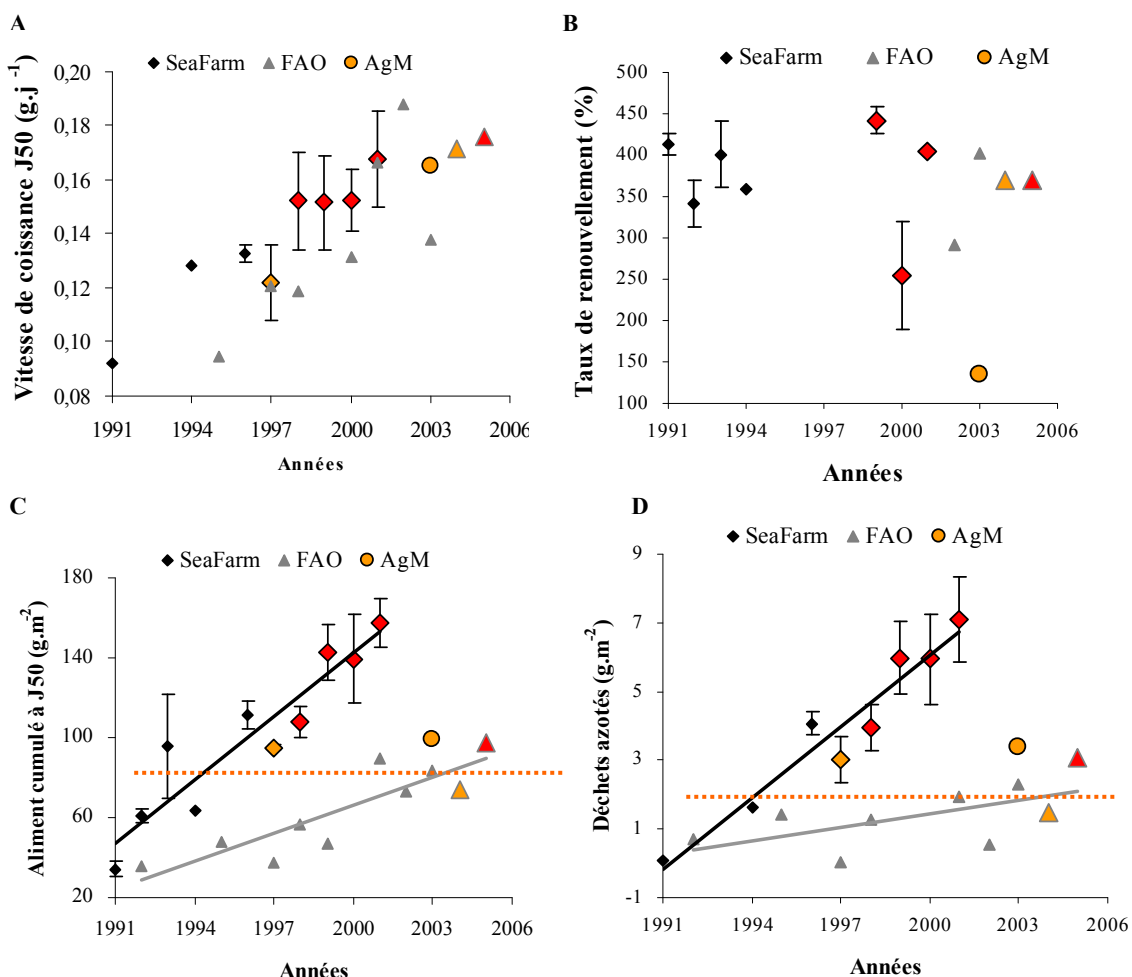 A
SeaFarm FAO AgM
Vitesse de coissance J50 (g.j -1)
0,20
0,18
0,16
0,14
0,12
0,10
0,08
1991 1994 1997 2000 2003 2006
Années
B
SeaFarm FAO AgM
Taux de renouvellement (%)
500
450
400
350
300
250
200
150
100
1991 1994 1997 2000 2003 2006
Années
C
SeaFarm FAO AgM
Aliment cumulé à J50 (g.m-2)
180
140
100
60
20
1991 1994 1997 2000 2003 2006
Années
D
SeaFarm FAO AgM
Déchets azotés (g.m-2)
9
7
5
3
1
-1
1991 1994 1997 2000 2003 2006
Années